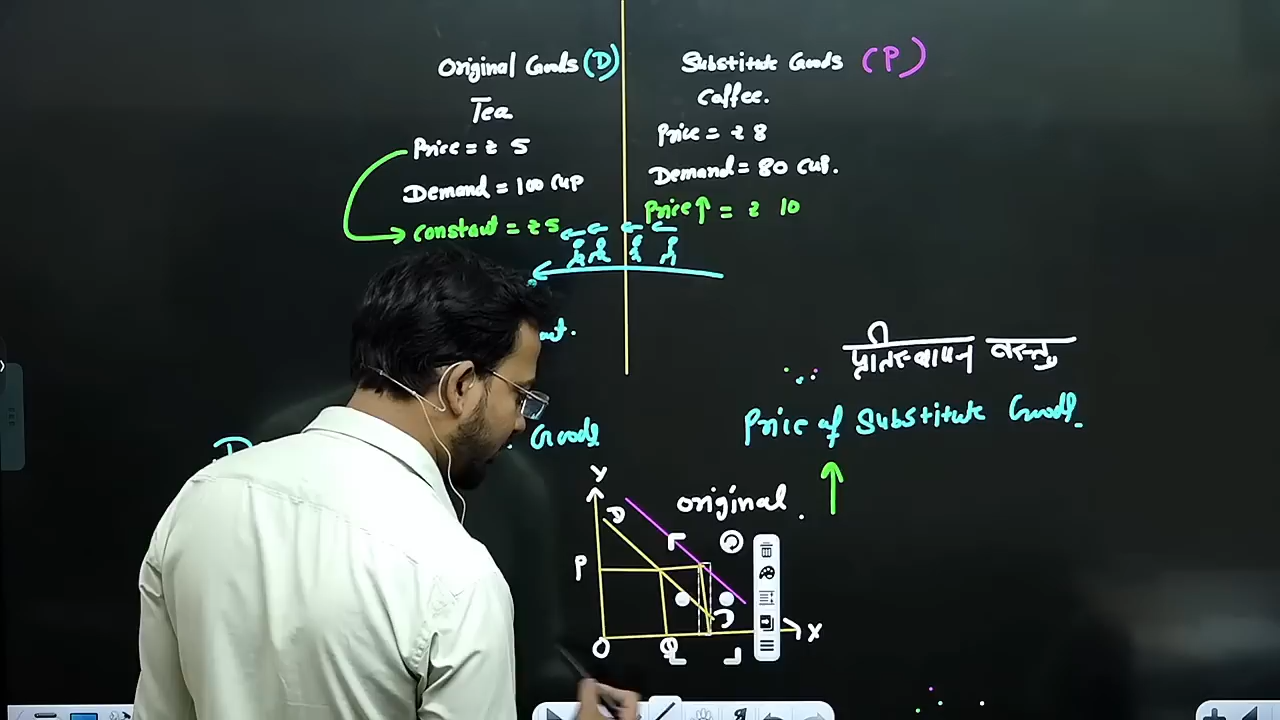 Original Goods (D)
Tea
Price = ₹ 5
Demand = 100 Cup
constant = ₹5
Substitute Goods (P)
Coffee.
Price = ₹ 8
Demand = 80 Cup.
Price↑ = ₹ 10
प्रतिस्थापन वस्तु
Goods
Price of Substitute Goods.
original.
Y
D
P
D
O
Q
X